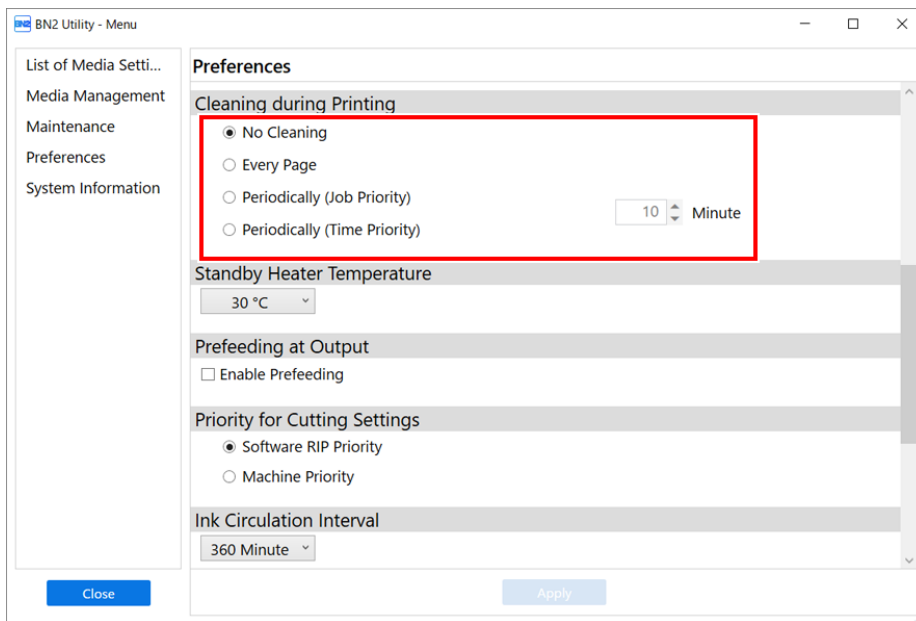 BN2 BN2 Utility - Menu
List of Media Setti...
Media Management
Maintenance
Preferences
System Information
Close
Preferences
Cleaning during Printing
No Cleaning
Every Page
Periodically (Job Priority)
Periodically (Time Priority)
10 Minute
Standby Heater Temperature
30 °C
Prefeeding at Output
Enable Prefeeding
Priority for Cutting Settings
Software RIP Priority
Machine Priority
Ink Circulation Interval
360 Minute
Apply